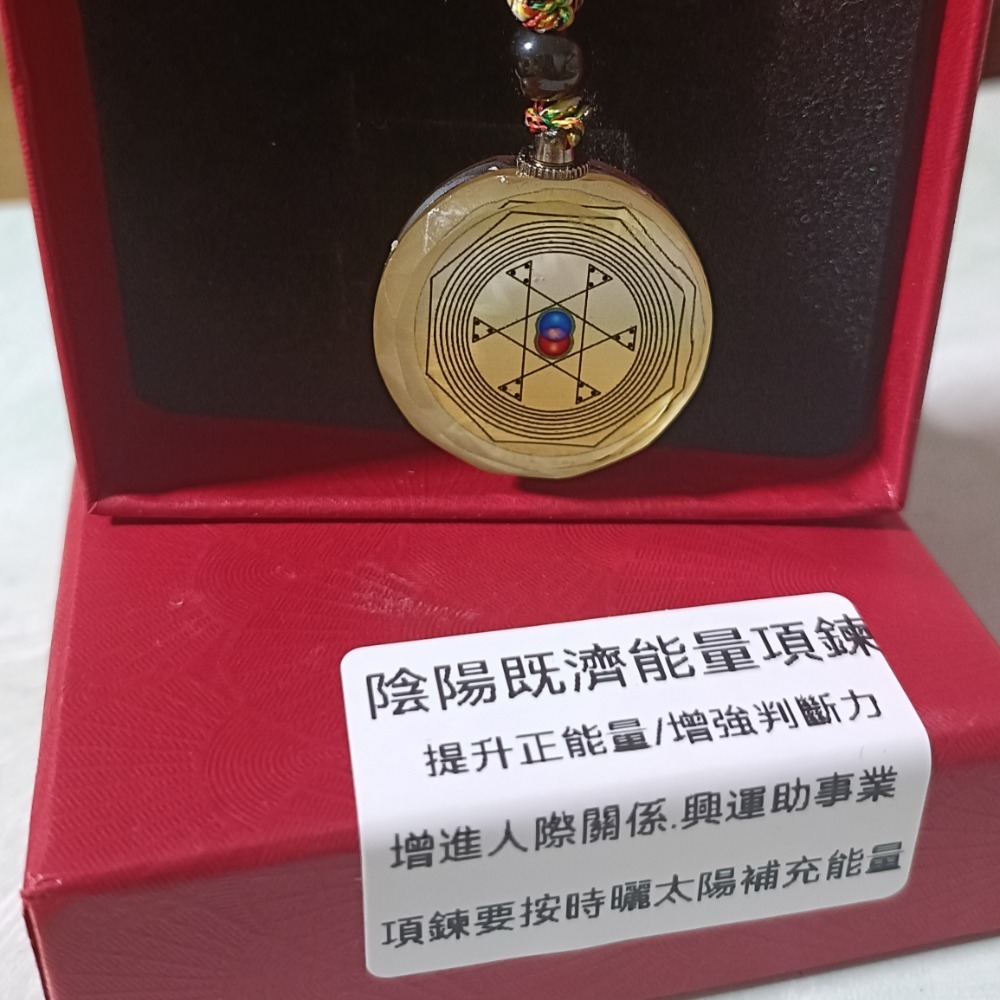 陰陽既濟能量項鍊
提升正能量/增強判斷力
增進人際關係.興運助事業
項鍊要按時曬太陽補充能量